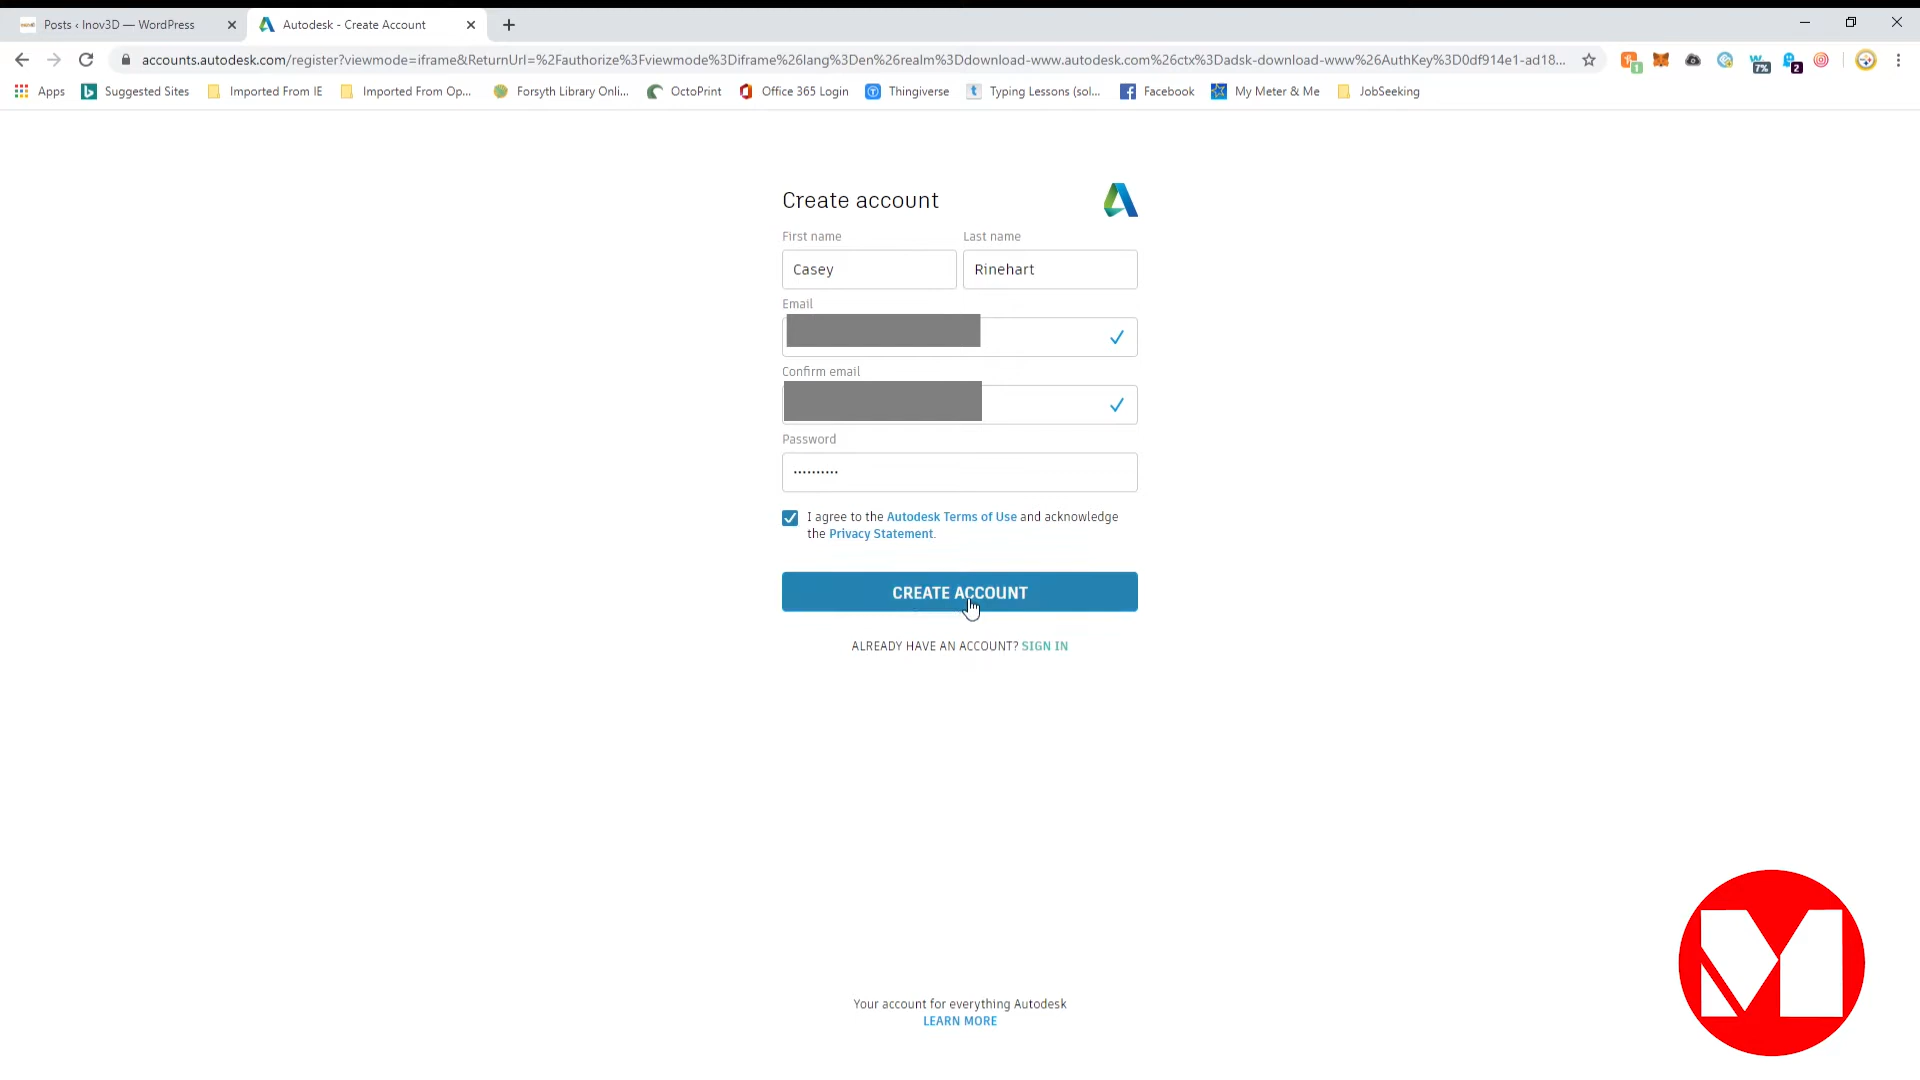 Posts ‹ Inov3D — WordPress
Autodesk - Create Account
accounts.autodesk.com/register?viewmode=iframe&ReturnUrl=%2Fauthorize%3Fviewmode%3Diframe%26lang%3Den%26realm%3Ddownload-www.autodesk.com%26ctx%3Dadsk-download-www%26AuthKey%3D0df914e1-ad18...
1
7%
2
Apps
Suggested Sites
Imported From IE
Imported From Op...
Forsyth Library Onli...
OctoPrint
Office 365 Login
Thingiverse
Typing Lessons (sol...
Facebook
My Meter & Me
JobSeeking
Create account
First name
Last name
Casey
Rinehart
Email
Confirm email
Password
I agree to the Autodesk Terms of Use and acknowledge
the Privacy Statement.
CREATE ACCOUNT
ALREADY HAVE AN ACCOUNT? SIGN IN
Your account for everything Autodesk
LEARN MORE
M